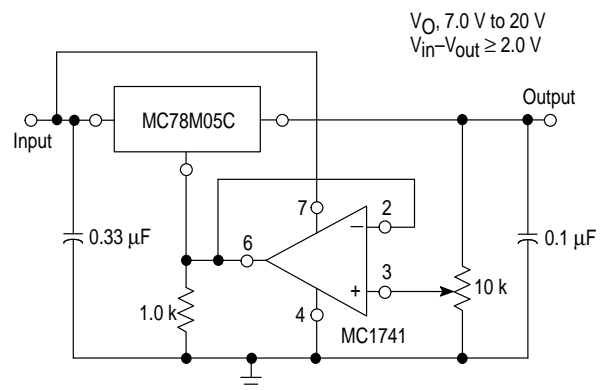 VO, 7.0 V to 20 V
Vin–Vout ≥ 2.0 V
Input
MC78M05C
Output
0.33 μF
7
2
6
–
3
+
0.1 μF
10 k
1.0 k
4
MC1741